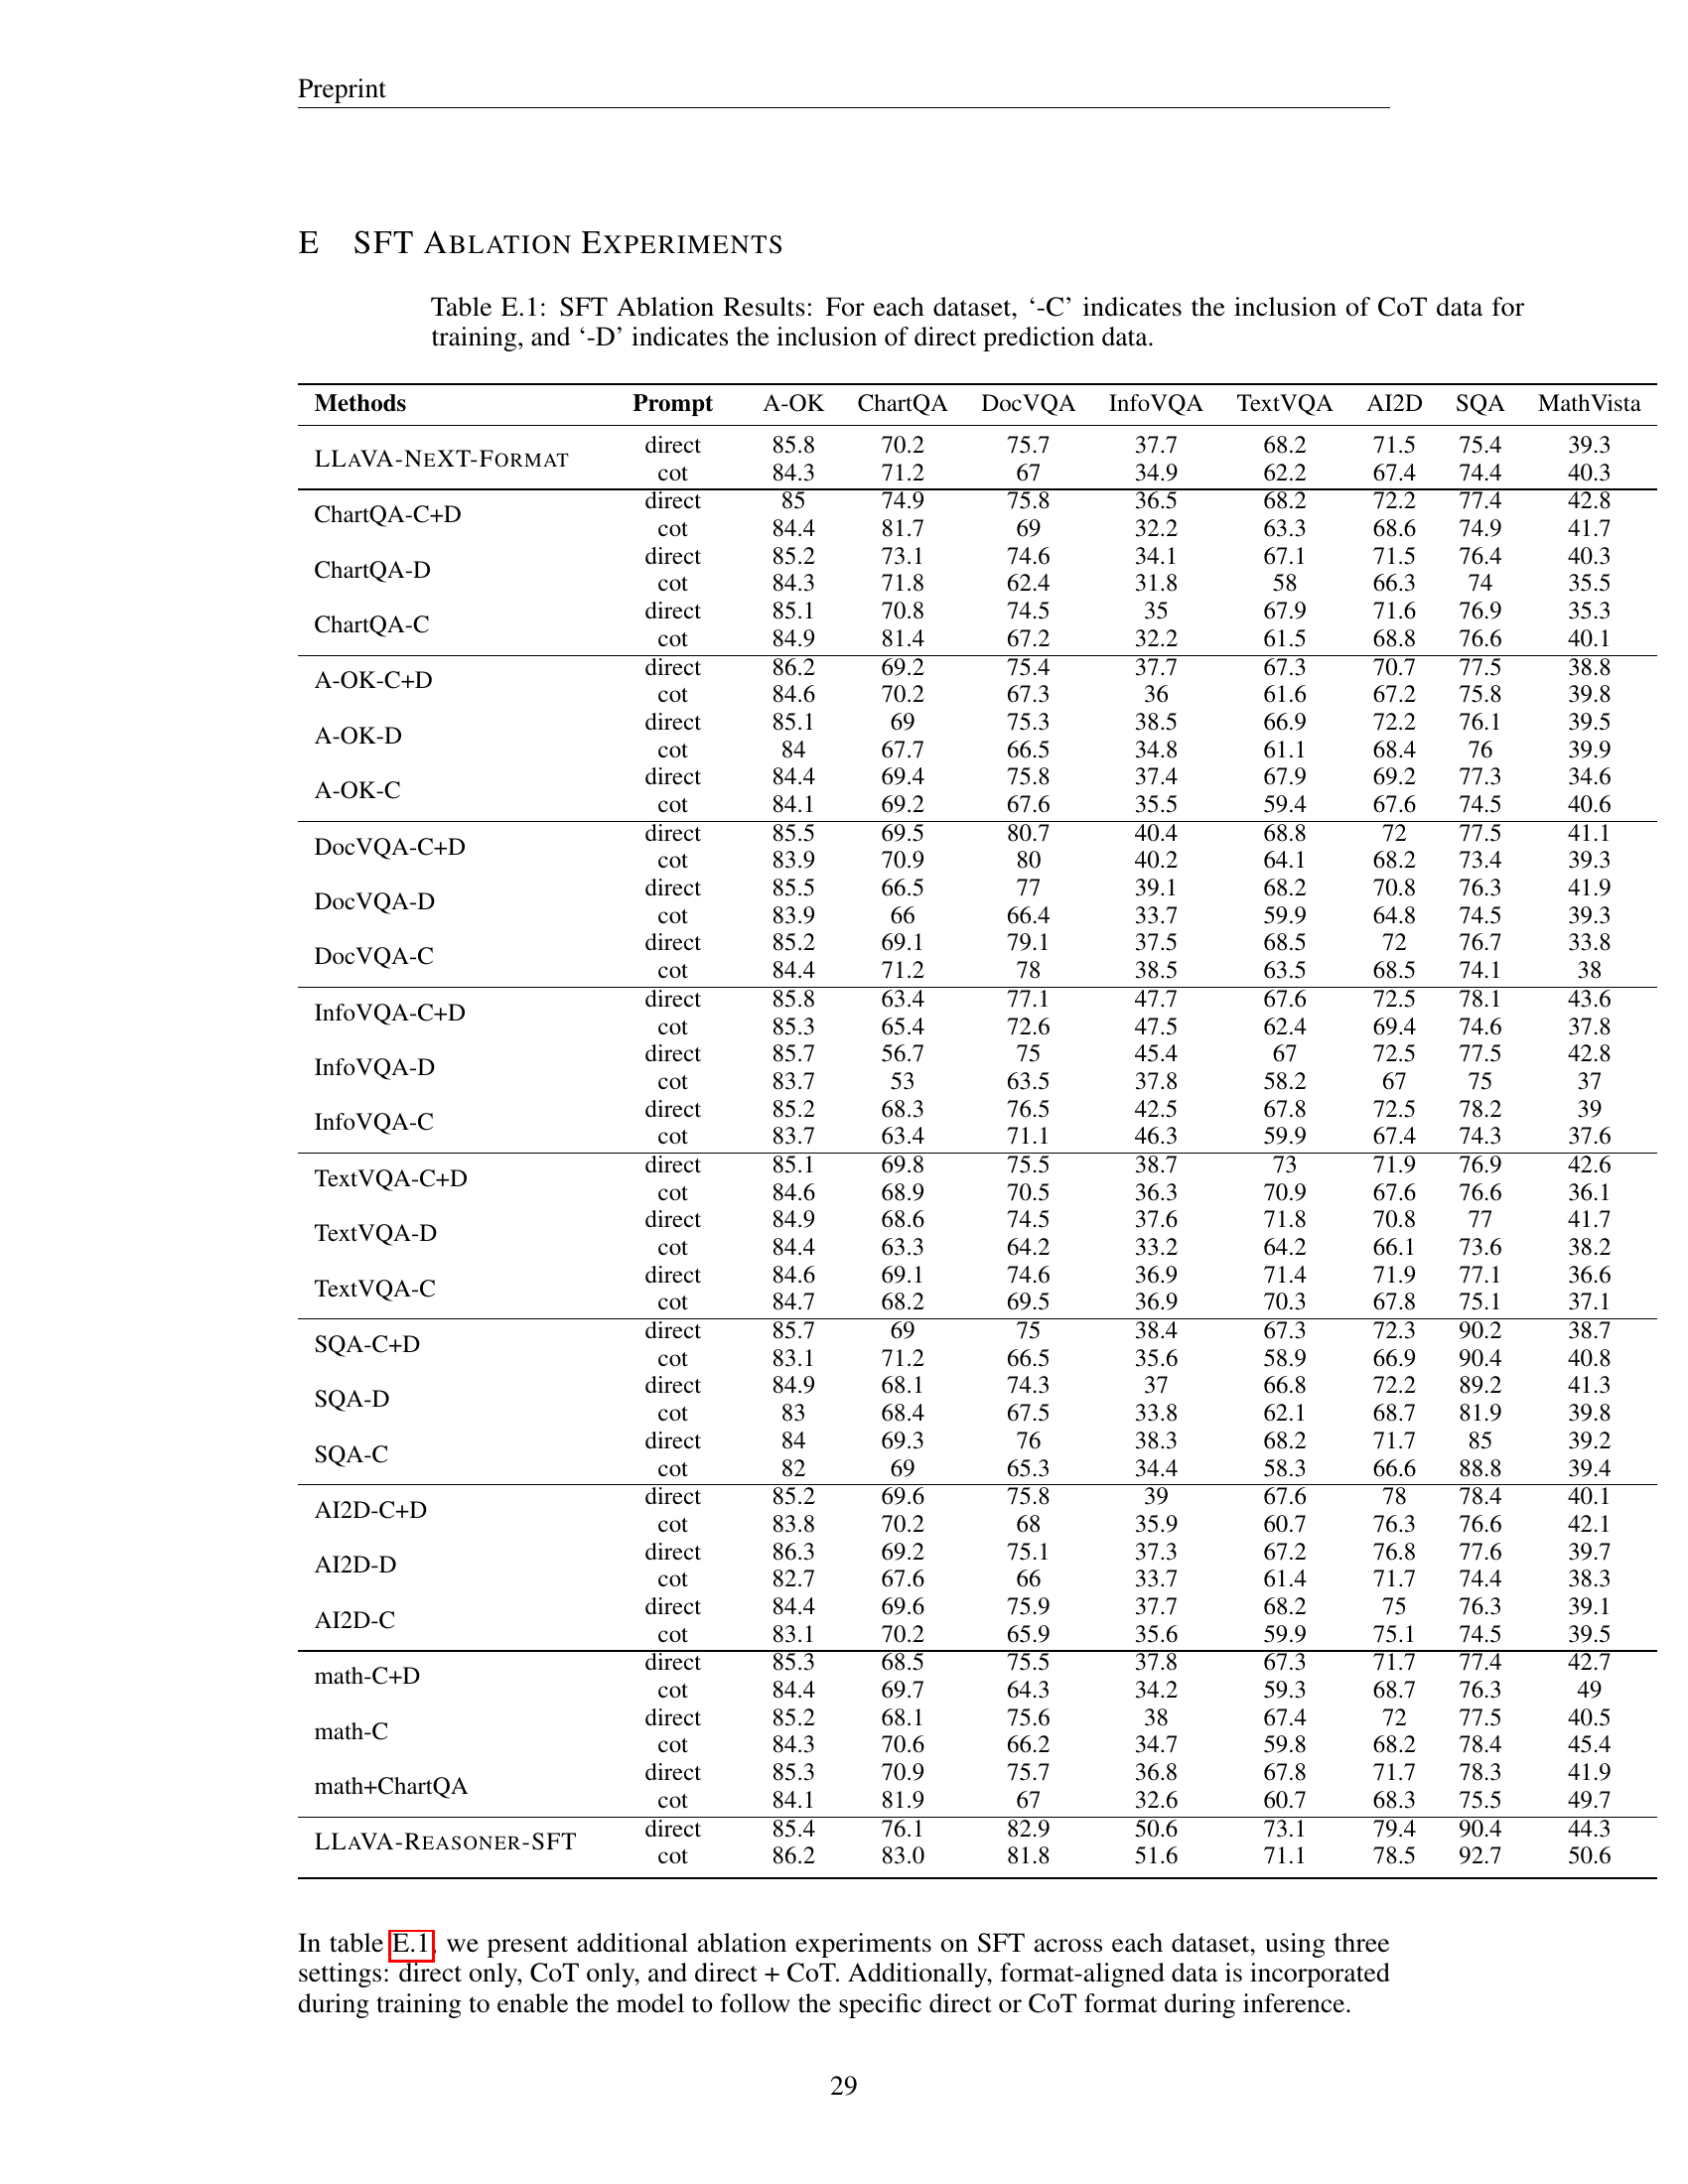 Preprint
E SFT ABLATION EXPERIMENTS
Table E.1: SFT Ablation Results: For each dataset, ‘-C’ indicates the inclusion of CoT data for
training, and ‘-D’ indicates the inclusion of direct prediction data.
Methods Prompt A-OK ChartQA DocVQA InfoVQA TextVQA AI2D SQA MathVista
LLAVA-NEXT-FORMAT direct 85.8 70.2 75.7 37.7 68.2 71.5 75.4 39.3
cot 84.3 71.2 67 34.9 62.2 67.4 74.4 40.3
ChartQA-C+D direct 85 74.9 75.8 36.5 68.2 72.2 77.4 42.8
cot 84.4 81.7 69 32.2 63.3 68.6 74.9 41.7
ChartQA-D direct 85.2 73.1 74.6 34.1 67.1 71.5 76.4 40.3
cot 84.3 71.8 62.4 31.8 58 66.3 74 35.5
ChartQA-C direct 85.1 70.8 74.5 35 67.9 71.6 76.9 35.3
cot 84.9 81.4 67.2 32.2 61.5 68.8 76.6 40.1
A-OK-C+D direct 86.2 69.2 75.4 37.7 67.3 70.7 77.5 38.8
cot 84.6 70.2 67.3 36 61.6 67.2 75.8 39.8
A-OK-D direct 85.1 69 75.3 38.5 66.9 72.2 76.1 39.5
cot 84 67.7 66.5 34.8 61.1 68.4 76 39.9
A-OK-C direct 84.4 69.4 75.8 37.4 67.9 69.2 77.3 34.6
cot 84.1 69.2 67.6 35.5 59.4 67.6 74.5 40.6
DocVQA-C+D direct 85.5 69.5 80.7 40.4 68.8 72 77.5 41.1
cot 83.9 70.9 80 40.2 64.1 68.2 73.4 39.3
DocVQA-D direct 85.5 66.5 77 39.1 68.2 70.8 76.3 41.9
cot 83.9 66 66.4 33.7 59.9 64.8 74.5 39.3
DocVQA-C direct 85.2 69.1 79.1 37.5 68.5 72 76.7 33.8
cot 84.4 71.2 78 38.5 63.5 68.5 74.1 38
InfoVQA-C+D direct 85.8 63.4 77.1 47.7 67.6 72.5 78.1 43.6
cot 85.3 65.4 72.6 47.5 62.4 69.4 74.6 37.8
InfoVQA-D direct 85.7 56.7 75 45.4 67 72.5 77.5 42.8
cot 83.7 53 63.5 37.8 58.2 67 75 37
InfoVQA-C direct 85.2 68.3 76.5 42.5 67.8 72.5 78.2 39
cot 83.7 63.4 71.1 46.3 59.9 67.4 74.3 37.6
TextVQA-C+D direct 85.1 69.8 75.5 38.7 73 71.9 76.9 42.6
cot 84.6 68.9 70.5 36.3 70.9 67.6 76.6 36.1
TextVQA-D direct 84.9 68.6 74.5 37.6 71.8 70.8 77 41.7
cot 84.4 63.3 64.2 33.2 64.2 66.1 73.6 38.2
TextVQA-C direct 84.6 69.1 74.6 36.9 71.4 71.9 77.1 36.6
cot 84.7 68.2 69.5 36.9 70.3 67.8 75.1 37.1
SQA-C+D direct 85.7 69 75 38.4 67.3 72.3 90.2 38.7
cot 83.1 71.2 66.5 35.6 58.9 66.9 90.4 40.8
SQA-D direct 84.9 68.1 74.3 37 66.8 72.2 89.2 41.3
cot 83 68.4 67.5 33.8 62.1 68.7 81.9 39.8
SQA-C direct 84 69.3 76 38.3 68.2 71.7 85 39.2
cot 82 69 65.3 34.4 58.3 66.6 88.8 39.4
AI2D-C+D direct 85.2 69.6 75.8 39 67.6 78 78.4 40.1
cot 83.8 70.2 68 35.9 60.7 76.3 76.6 42.1
AI2D-D direct 86.3 69.2 75.1 37.3 67.2 76.8 77.6 39.7
cot 82.7 67.6 66 33.7 61.4 71.7 74.4 38.3
AI2D-C direct 84.4 69.6 75.9 37.7 68.2 75 76.3 39.1
cot 83.1 70.2 65.9 35.6 59.9 75.1 74.5 39.5
math-C+D direct 85.3 68.5 75.5 37.8 67.3 71.7 77.4 42.7
cot 84.4 69.7 64.3 34.2 59.3 68.7 76.3 49
math-C direct 85.2 68.1 75.6 38 67.4 72 77.5 40.5
cot 84.3 70.6 66.2 34.7 59.8 68.2 78.4 45.4
math+ChartQA direct 85.3 70.9 75.7 36.8 67.8 71.7 78.3 41.9
cot 84.1 81.9 67 32.6 60.7 68.3 75.5 49.7
LLAVA-REASONER-SFT direct 85.4 76.1 82.9 50.6 73.1 79.4 90.4 44.3
cot 86.2 83.0 81.8 51.6 71.1 78.5 92.7 50.6
In table E.1, we present additional ablation experiments on SFT across each dataset, using three
settings: direct only, CoT only, and direct + CoT. Additionally, format-aligned data is incorporated
during training to enable the model to follow the specific direct or CoT format during inference.
29